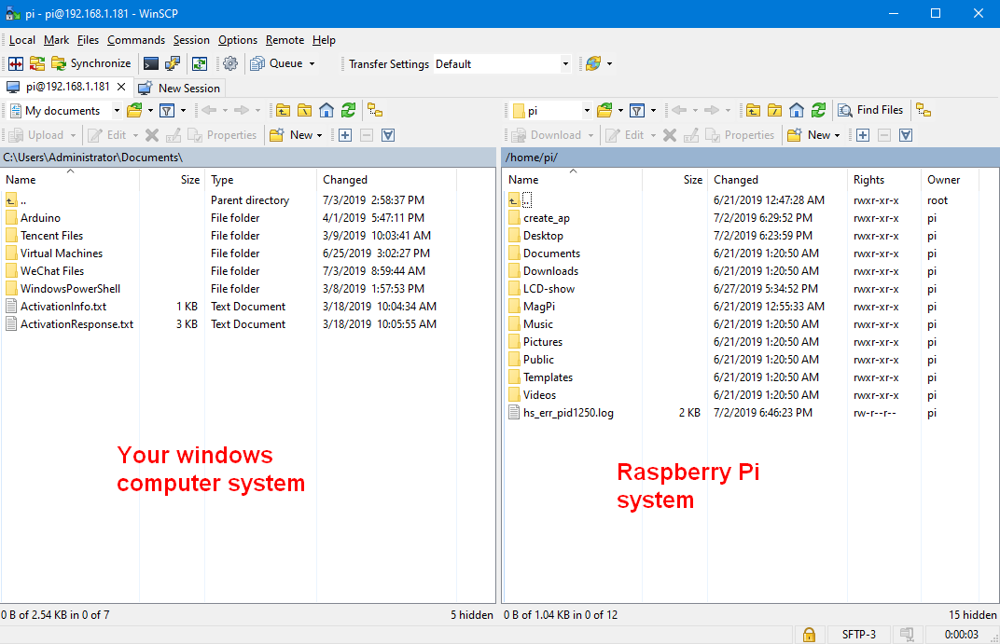 pi - pi@192.168.1.181 - WinSCP
Local Mark Files Commands Session Options Remote Help
Synchronize Queue Transfer Settings Default
pi@192.168.1.181 New Session
My documents pi Find Files
Upload Edit Properties New Download Edit Properties New
C:\Users\Administrator\Documents\ /home/pi/
Name Size Type Changed Name Size Changed Rights Owner
.. Parent directory 7/3/2019 2:58:37 PM .. 6/21/2019 12:47:28 AM rwxr-xr-x root
Arduino File folder 4/1/2019 5:47:11 PM create_ap 7/2/2019 6:29:52 PM rwxr-xr-x pi
Tencent Files File folder 3/9/2019 10:03:41 AM Desktop 7/2/2019 6:23:59 PM rwxr-xr-x pi
Virtual Machines File folder 6/25/2019 3:02:27 PM Documents 6/21/2019 1:20:50 AM rwxr-xr-x pi
WeChat Files File folder 7/3/2019 8:59:44 AM Downloads 6/21/2019 1:20:50 AM rwxr-xr-x pi
WindowsPowerShell File folder 3/8/2019 1:57:53 PM LCD-show 6/27/2019 5:34:52 PM rwxr-xr-x pi
ActivationInfo.txt 1 KB Text Document 3/18/2019 10:04:34 AM MagPi 6/21/2019 12:55:33 AM rwxr-xr-x pi
ActivationResponse.txt 3 KB Text Document 3/18/2019 10:05:55 AM Music 6/21/2019 1:20:50 AM rwxr-xr-x pi
Pictures 6/21/2019 1:20:50 AM rwxr-xr-x pi
Public 6/21/2019 1:20:50 AM rwxr-xr-x pi
Templates 6/21/2019 1:20:50 AM rwxr-xr-x pi
Videos 6/21/2019 1:20:50 AM rwxr-xr-x pi
hs_err_pid1250.log 2 KB 7/2/2019 6:46:23 PM rw-r--r-- pi
Your windows
computer system
Raspberry Pi
system
0 B of 2.54 KB in 0 of 7 5 hidden 0 B of 1.04 KB in 0 of 12 15 hidden
SFTP-3 0:00:03